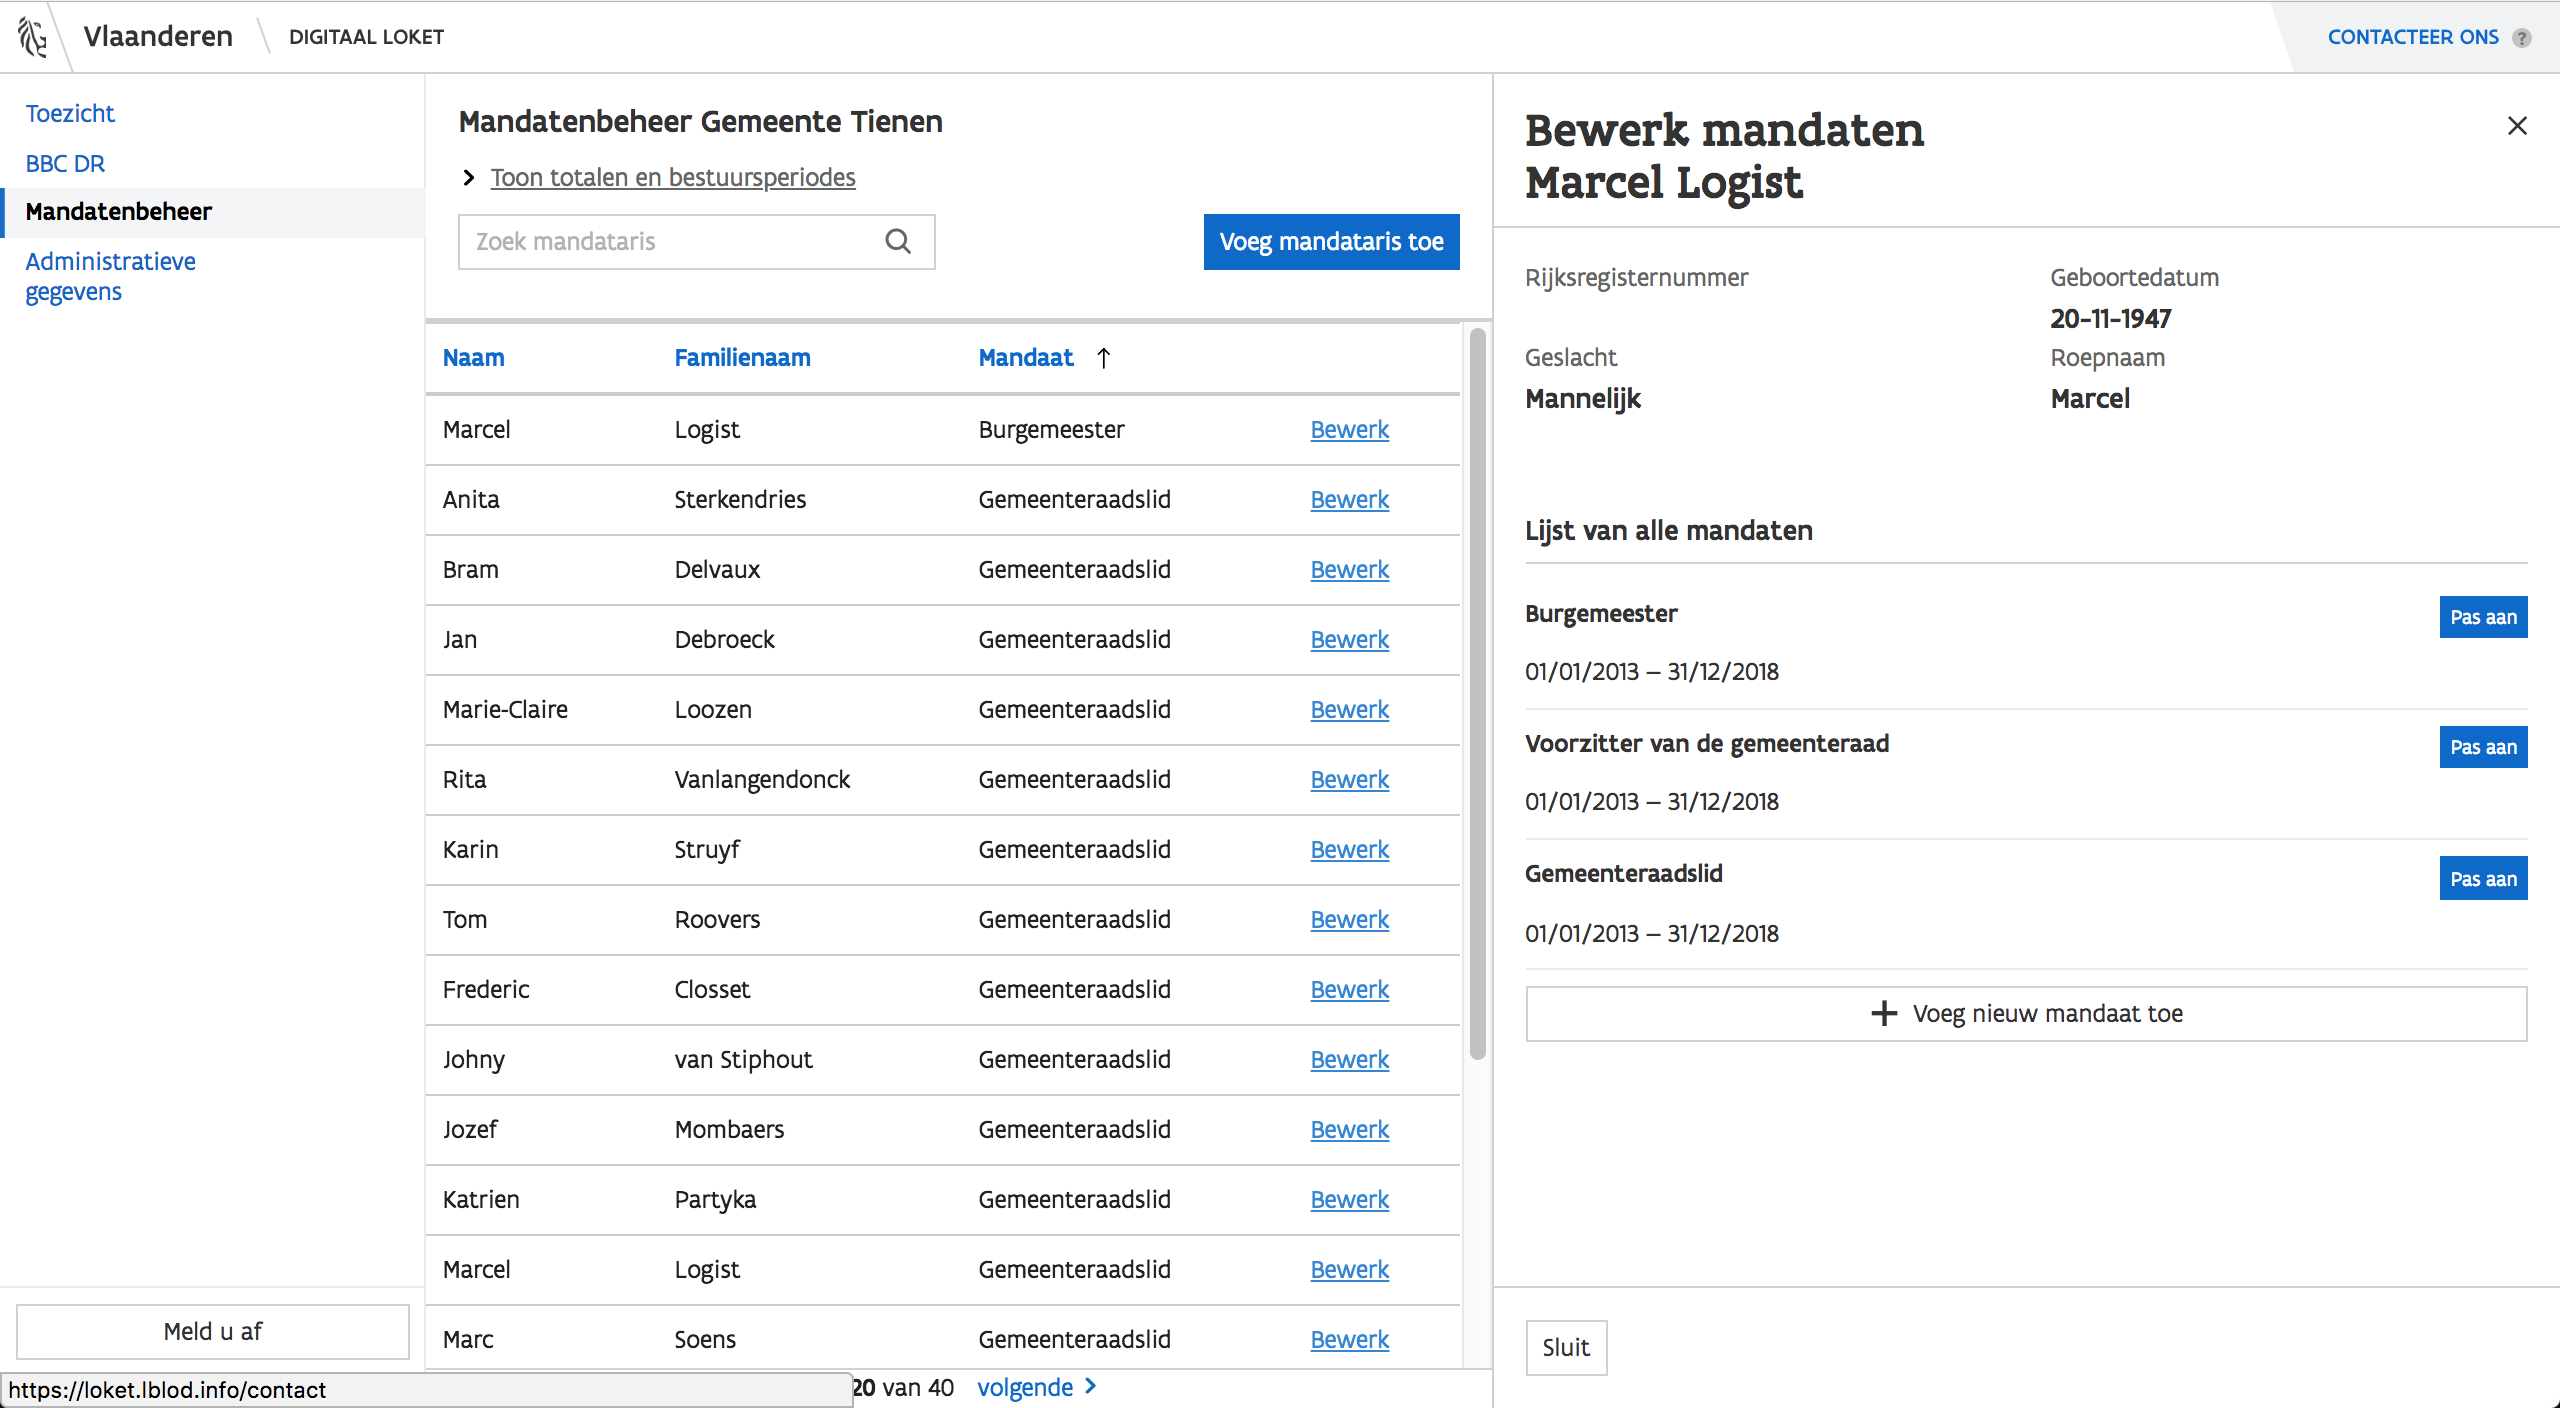 Vlaanderen DIGITAAL LOKET
CONTACTEER ONS ?
Toezicht
BBC DR
Mandatenbeheer
Administratieve
gegevens
Meld u af
https://loket.lblod.info/contact
Mandatenbeheer Gemeente Tienen
Toon totalen en bestuursperiodes
Zoek mandataris
Voeg mandataris toe
Naam Familienaam Mandaat ↑
Marcel Logist Burgemeester Bewerk
Anita Sterkendries Gemeenteraadslid Bewerk
Bram Delvaux Gemeenteraadslid Bewerk
Jan Debroeck Gemeenteraadslid Bewerk
Marie-Claire Loozen Gemeenteraadslid Bewerk
Rita Vanlangendonck Gemeenteraadslid Bewerk
Karin Struyf Gemeenteraadslid Bewerk
Tom Roovers Gemeenteraadslid Bewerk
Frederic Closset Gemeenteraadslid Bewerk
Johny van Stiphout Gemeenteraadslid Bewerk
Jozef Mombaers Gemeenteraadslid Bewerk
Katrien Partyka Gemeenteraadslid Bewerk
Marcel Logist Gemeenteraadslid Bewerk
Marc Soens Gemeenteraadslid Bewerk
20 van 40 volgende
Bewerk mandaten
Marcel Logist
Rijksregisternummer
Geboortedatum
20-11-1947
Geslacht
Mannelijk
Roepnaam
Marcel
Lijst van alle mandaten
Burgemeester
Pas aan
01/01/2013 – 31/12/2018
Voorzitter van de gemeenteraad
Pas aan
01/01/2013 – 31/12/2018
Gemeenteraadslid
Pas aan
01/01/2013 – 31/12/2018
+ Voeg nieuw mandaat toe
Sluit